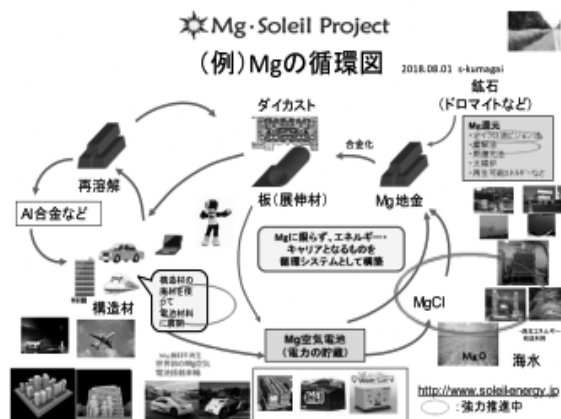 Mg・Soleil Project
(例)Mgの循環図
2018.08.01 s-kumagai
鉱石
(ドロマイトなど)
ダイカスト
合金化
Mg還元
再溶解
板(展伸材)
Mg地金
Al合金など
Mgに限らず、エネルギー
キャリアとなるものを
循環システムとして構築
構造材
構造材の
廃材を使
って
電池材料
に展開
MgCl
Mg空気電池
(電力の貯蔵)
MgO
海水
http://www.soleil-energy.jp
:強力推進中